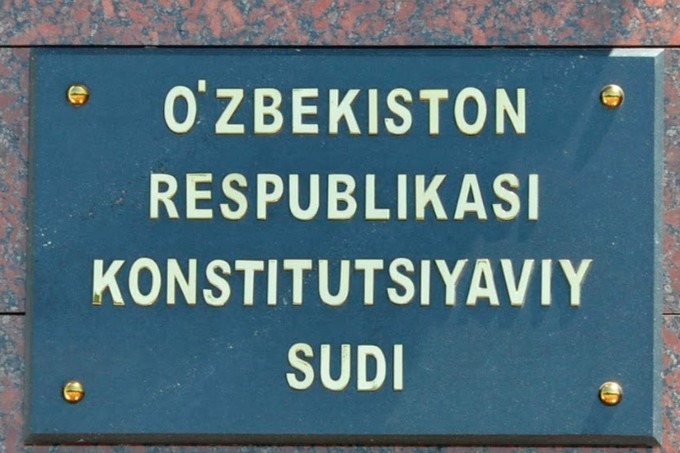 O'ZBEKISTON
RESPUBLIKASI
KONSTITUTSIYAVIY
SUDI